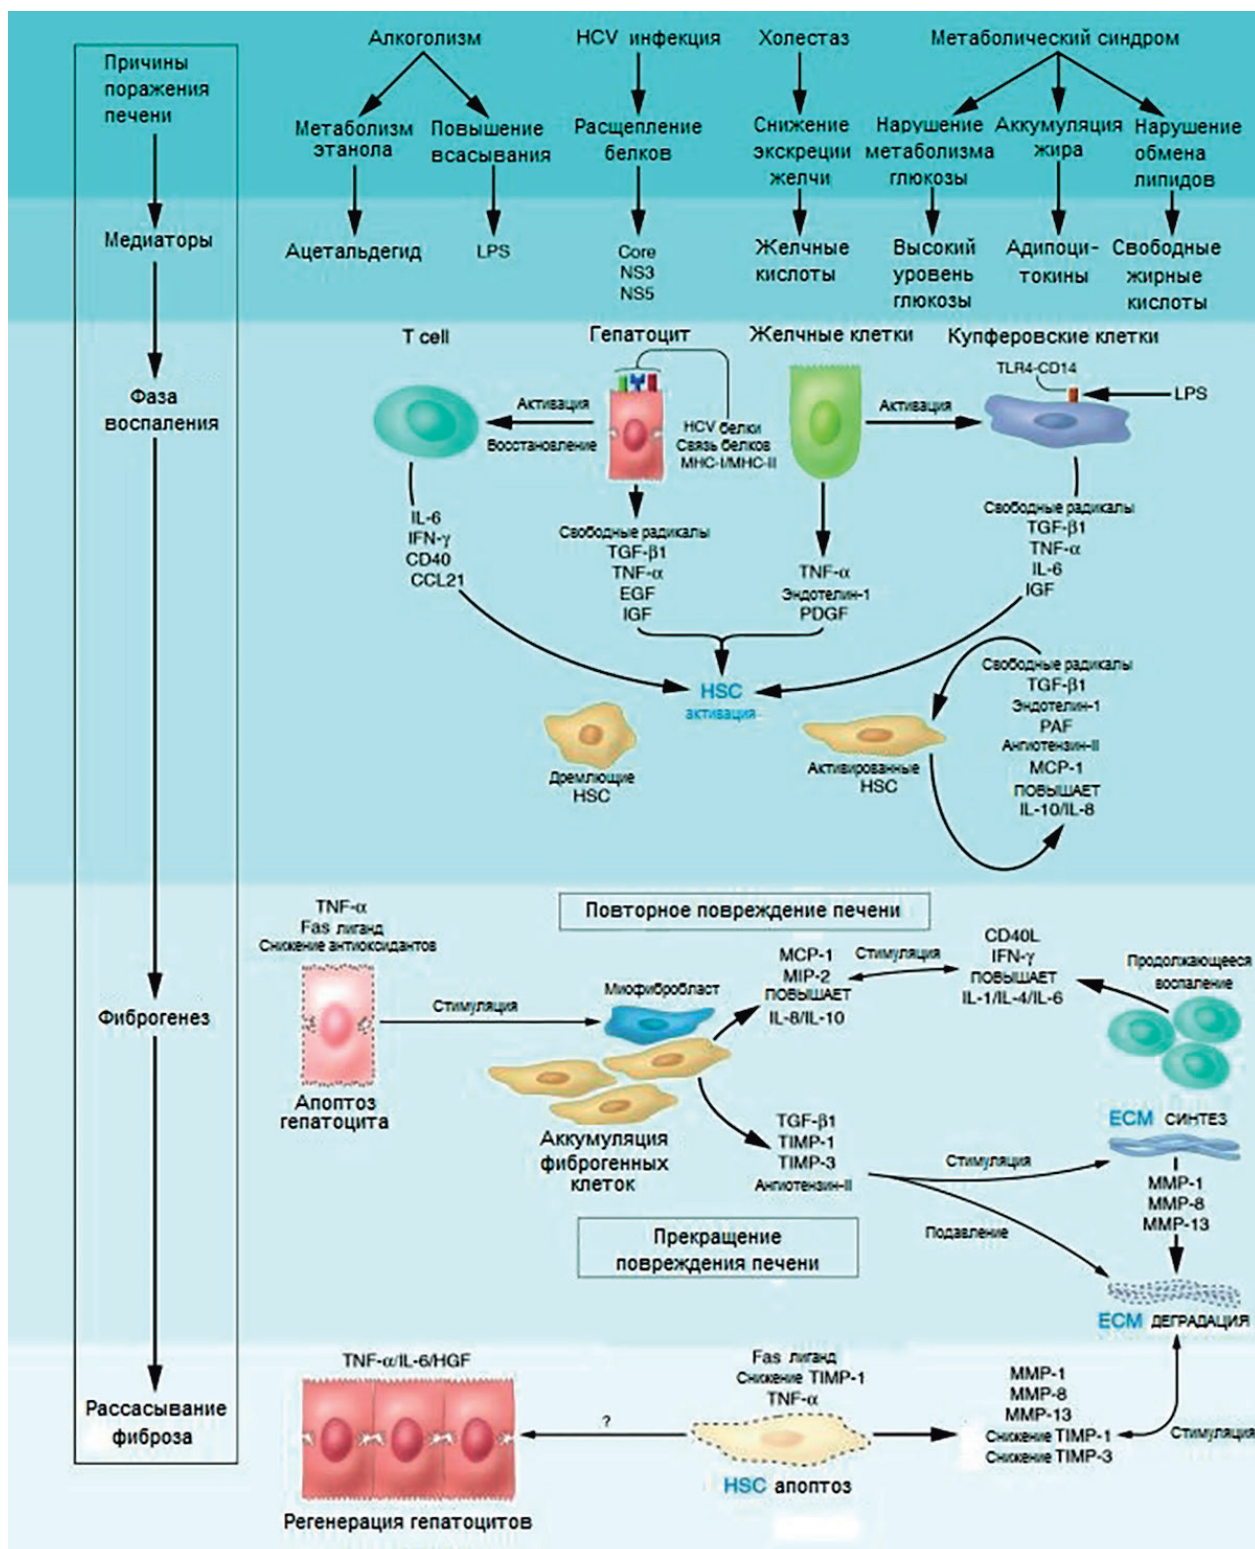 Причины
поражения
печени
Медиаторы
Фаза
воспаления
Фиброгенез
Рассасывание
фиброза
Алкоголизм
HCV инфекция
Холестаз
Метаболический синдром
Метаболизм
этанола
Повышение
всасывания
Расщепление
белков
Снижение
экскреции
желчи
Нарушение
метаболизма
глюкозы
Аккумуляция
жира
Нарушение
обмена
липидов
Ацетальдегид
LPS
Core
NS3
NS5
Желчные
кислоты
Высокий
уровень
глюкозы
Адипоци-
токины
Свободные
жирные
кислоты
T cell
Гепатоцит
Желчные клетки
Купферовские клетки
TLR4-CD14
LPS
Активация
Восстановление
HCV белки
Связь белков
MHC-I/MHC-II
Активация
IL-6
IFN-γ
CD40
CCL21
Свободные радикалы
TGF-β1
TNF-α
EGF
IGF
TNF-α
Эндотелин-1
PDGF
Свободные радикалы
TGF-β1
TNF-α
IL-6
IGF
HSC
активация
Дремлющие
HSC
Активированные
HSC
Свободные радикалы
TGF-β1
Эндотелин-1
PAF
Ангиотензин-II
MCP-1
ПОВЫШАЕТ
IL-10/IL-8
Повторное повреждение печени
TNF-α
Fas лиганд
Снижение антиоксидантов
Апоптоз
гепатоцита
Стимуляция
Миофибробласт
Аккумуляция
фиброгенных
клеток
MCP-1
MIP-2
ПОВЫШАЕТ
IL-8/IL-10
Стимуляция
CD40L
IFN-γ
ПОВЫШАЕТ
IL-1/IL-4/IL-6
Продолжающееся
воспаление
TGF-β1
TIMP-1
TIMP-3
Ангиотензин-II
Стимуляция
Подавление
ECM СИНТЕЗ
MMP-1
MMP-8
MMP-13
ECM ДЕГРАДАЦИЯ
Прекращение
повреждения печени
TNF-α/IL-6/HGF
Регенерация гепатоцитов
?
Fas лиганд
Снижение TIMP-1
TNF-α
HSC апоптоз
MMP-1
MMP-8
MMP-13
Снижение TIMP-1
Снижение TIMP-3
Стимуляция